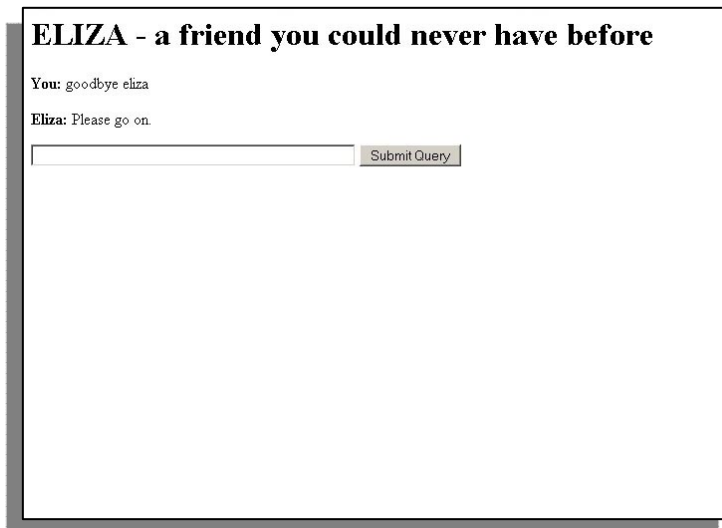 ELIZA - a friend you could never have before
You: goodbye eliza
Eliza: Please go on.
Submit Query